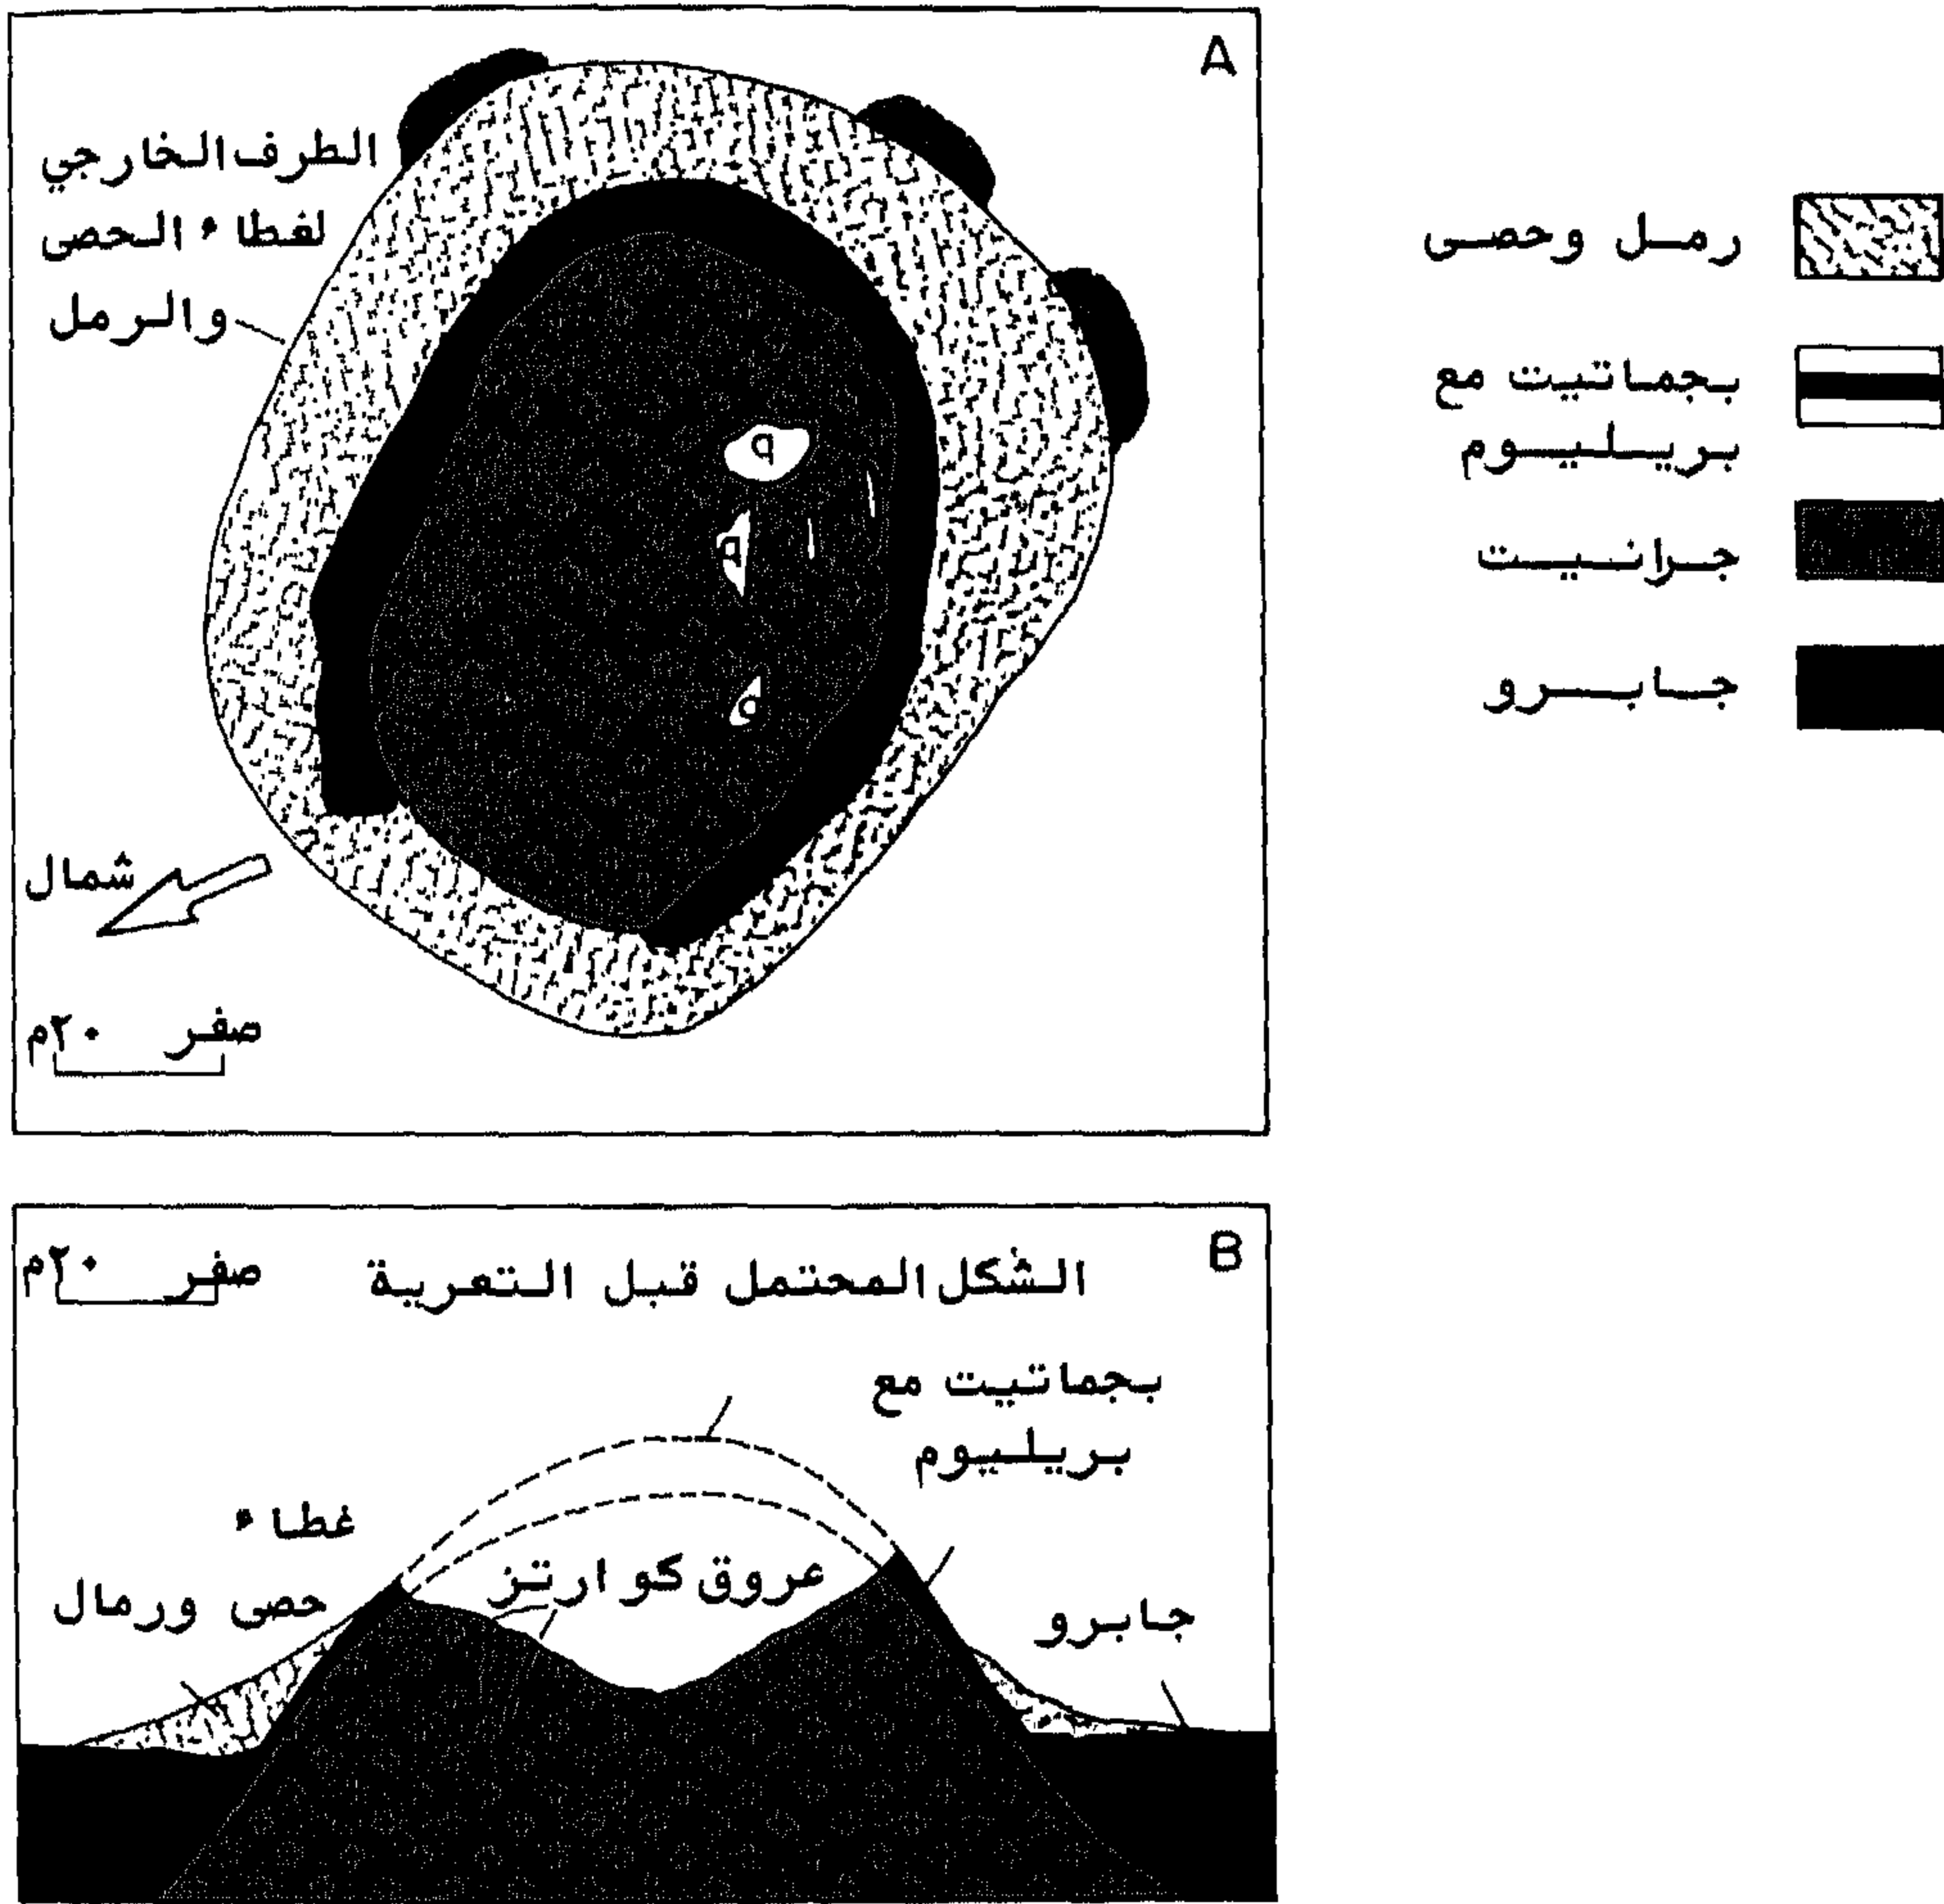 A
الطرف الخارجي
لغطاء الحصى
والرمل
q
q
q
شمال
صفر ٢٠م
رمل وحصى
بجماتيت مع
بريليوم
جرانيت
جابرو
B
صفر ٢٠م
الشكل المحتمل قبل التعرية
بجماتيت مع
بريليوم
غطاء
حصى ورمال
عروق كوارتز
جابرو